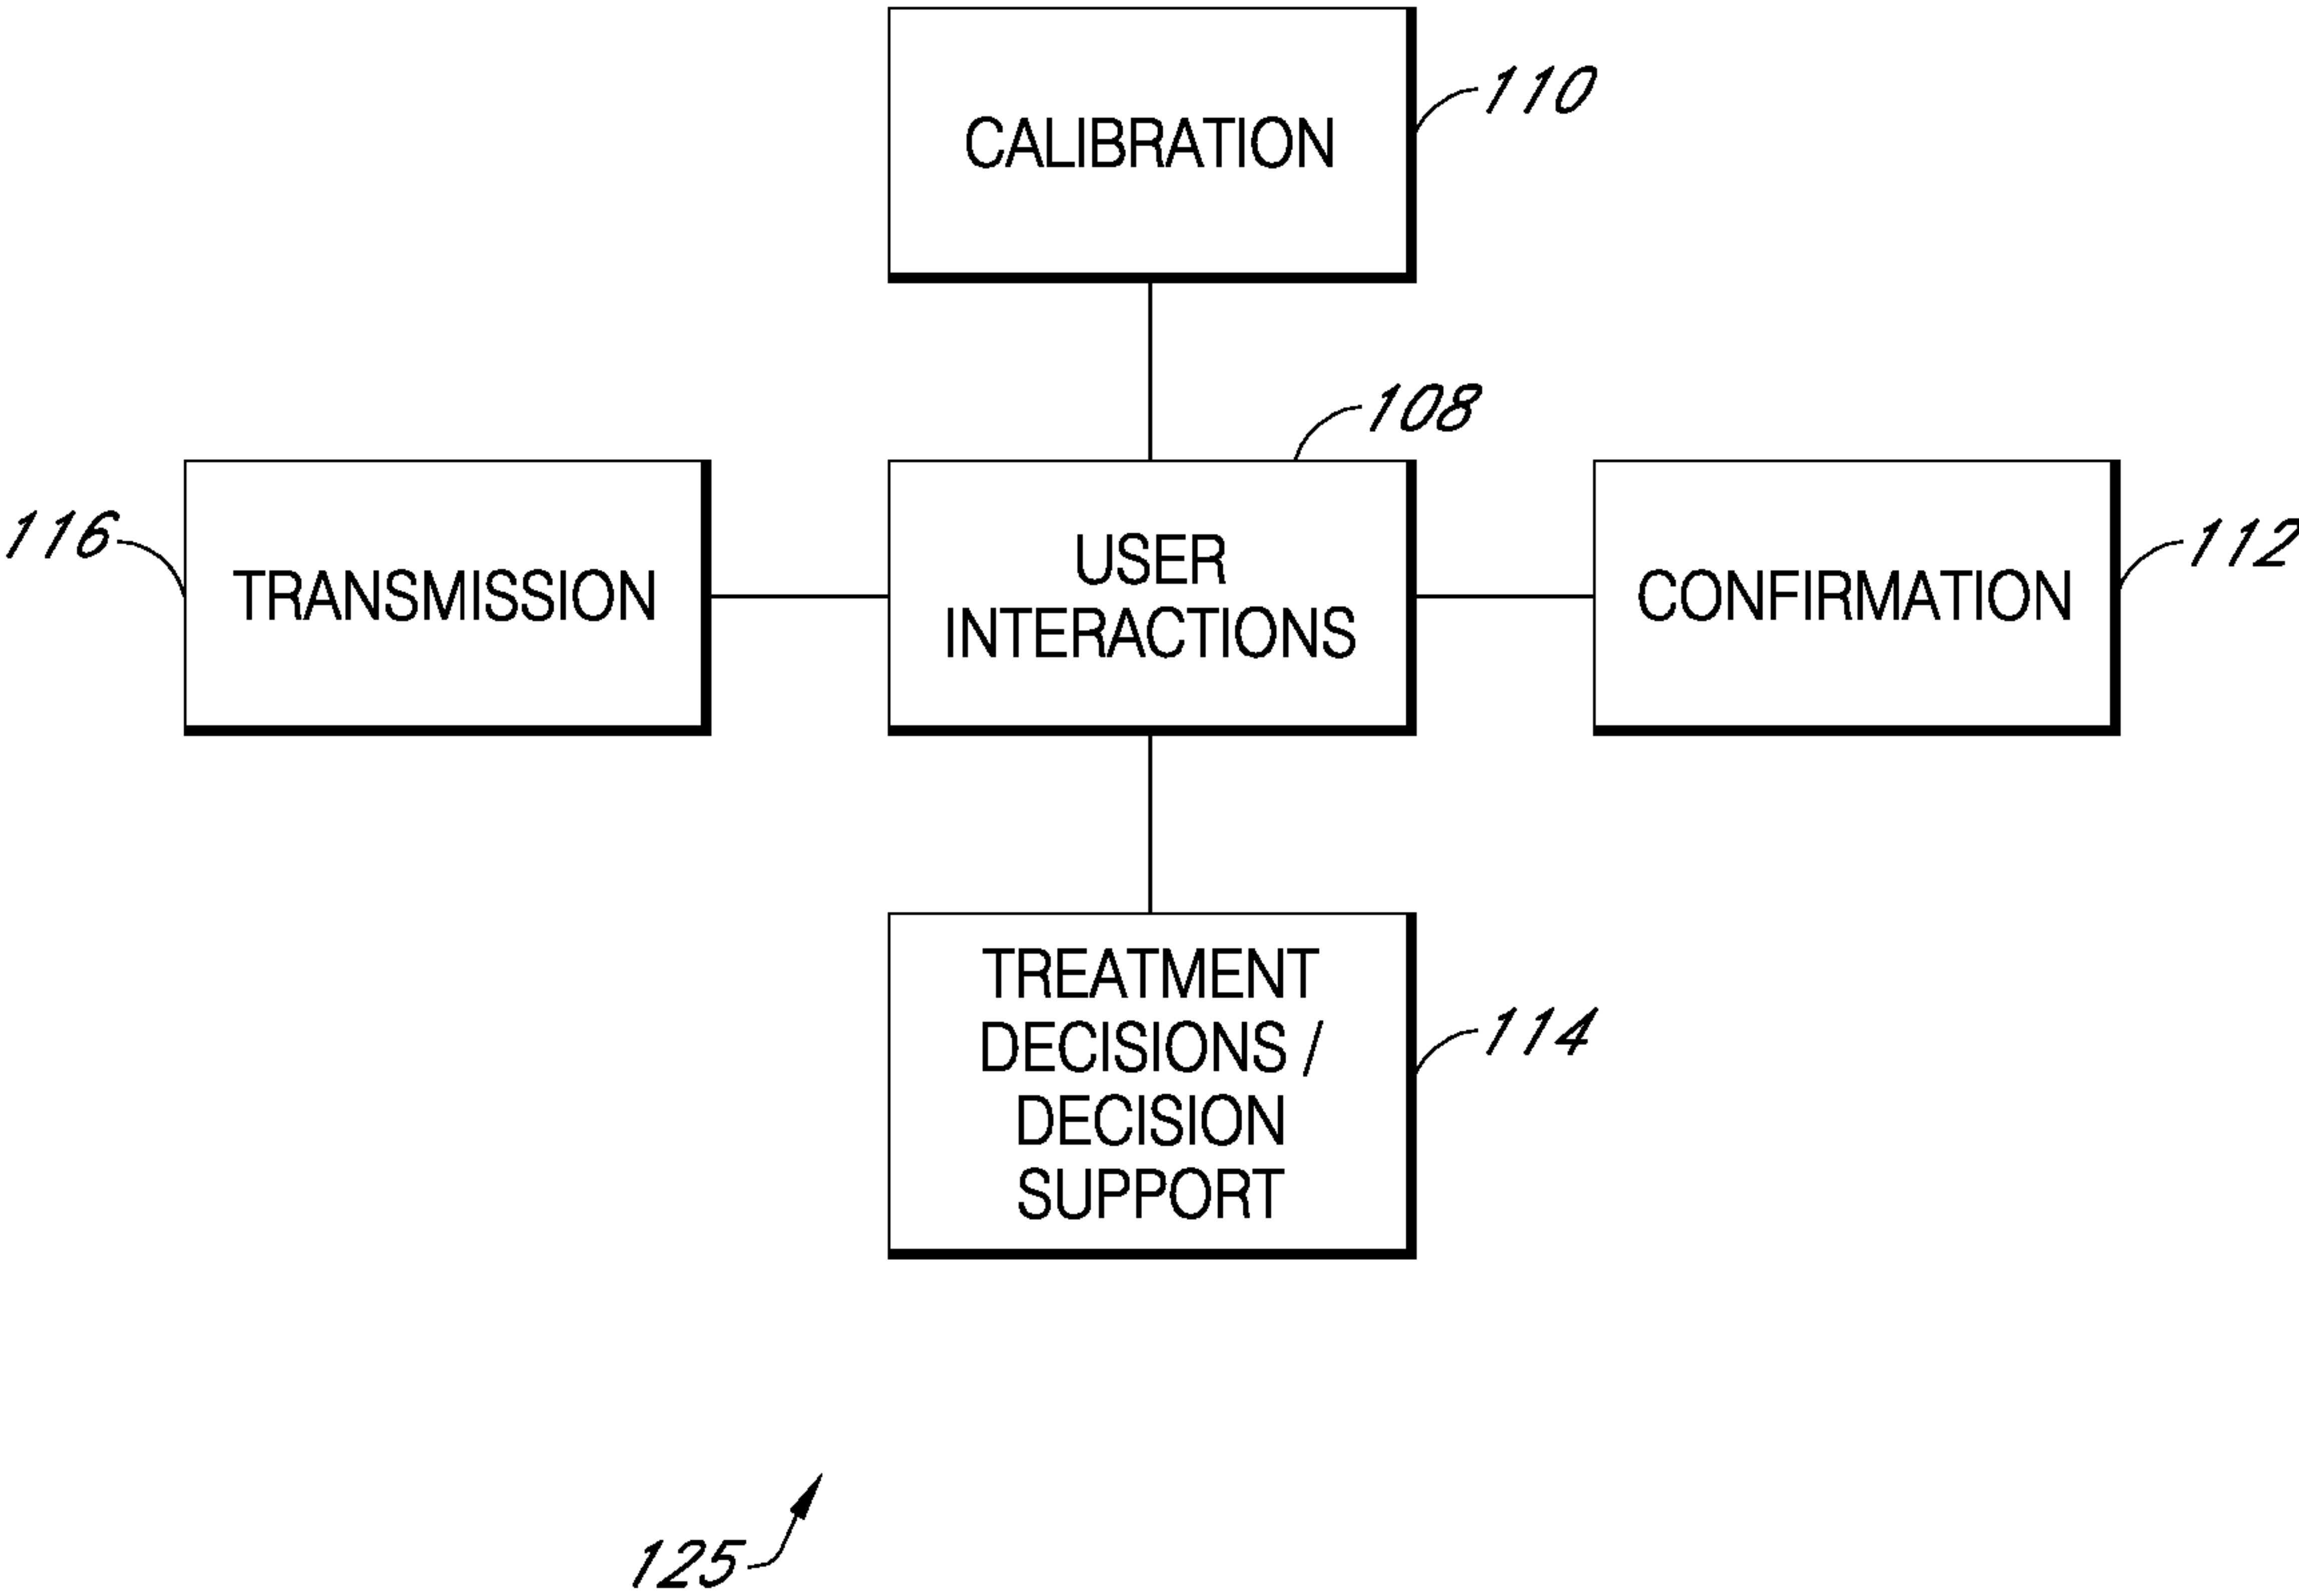 CALIBRATION
110
108
116
TRANSMISSION
USER
INTERACTIONS
CONFIRMATION
112
TREATMENT
DECISIONS /
DECISION
SUPPORT
114
125